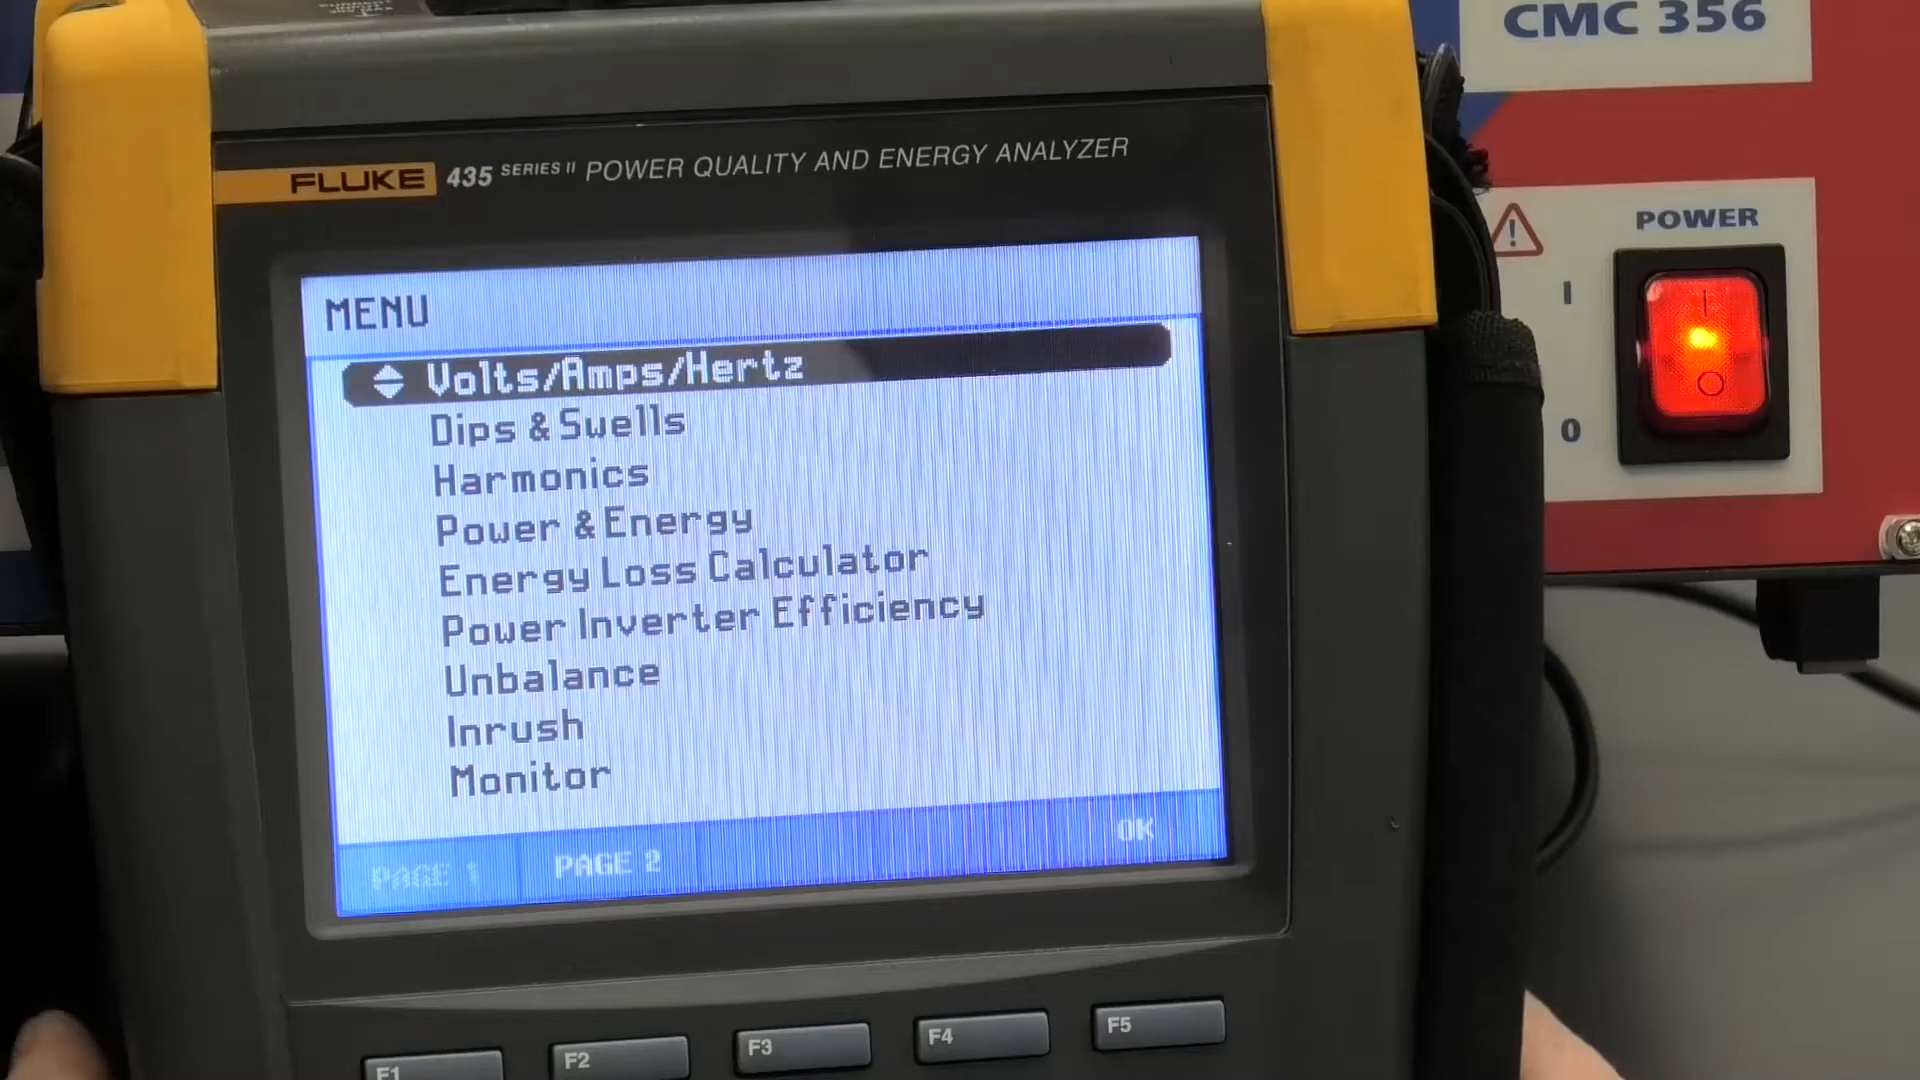 CMC 356
FLUKE 435 SERIES II POWER QUALITY AND ENERGY ANALYZER
POWER
I
0
MENU
Volts/Amps/Hertz
Dips & Swells
Harmonics
Power & Energy
Energy Loss Calculator
Power Inverter Efficiency
Unbalance
Inrush
Monitor
PAGE 1 PAGE 2 OK
F1 F2 F3 F4 F5